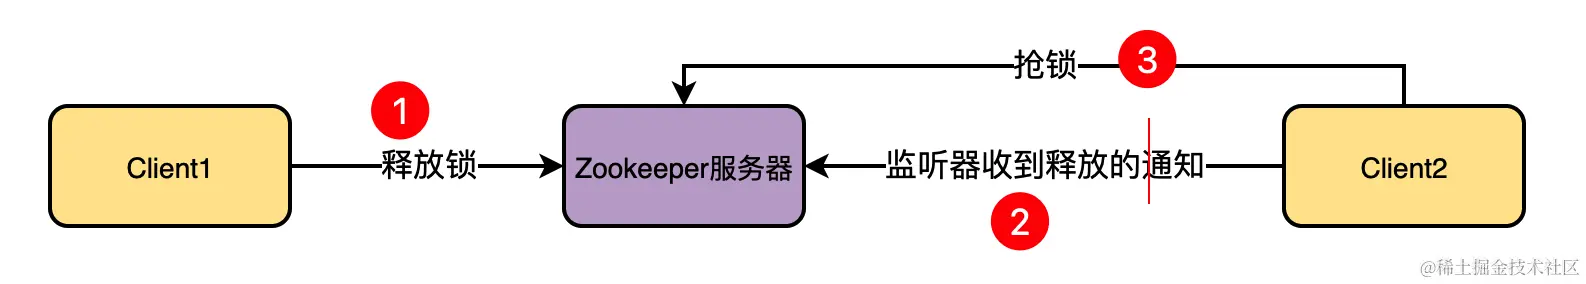 抢锁
3
1
Client1
释放锁
Zookeeper服务器
监听器收到释放的通知
Client2
2
@稀土掘金技术社区